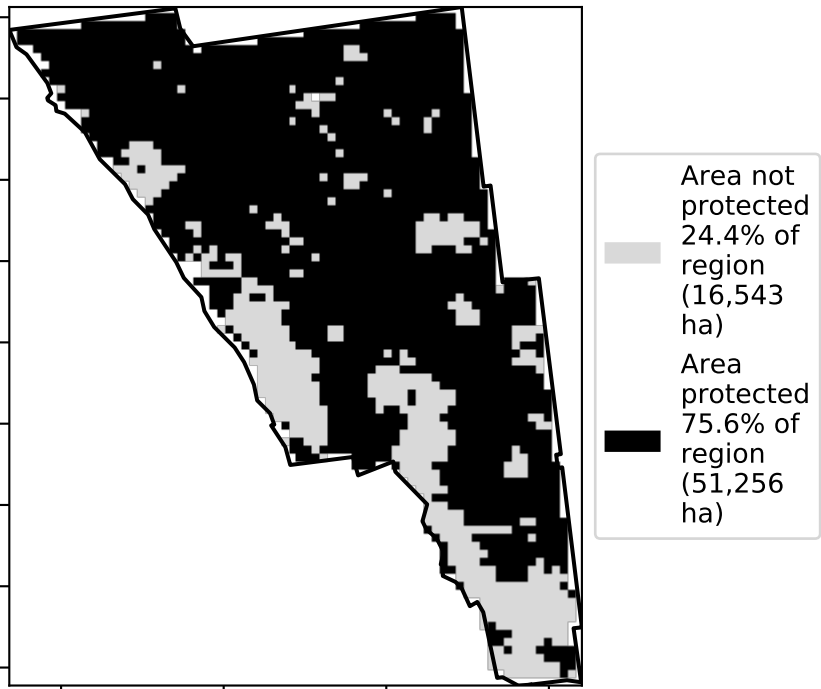 Area not
protected
24.4% of
region
(16,543
ha)
Area
protected
75.6% of
region
(51,256
ha)